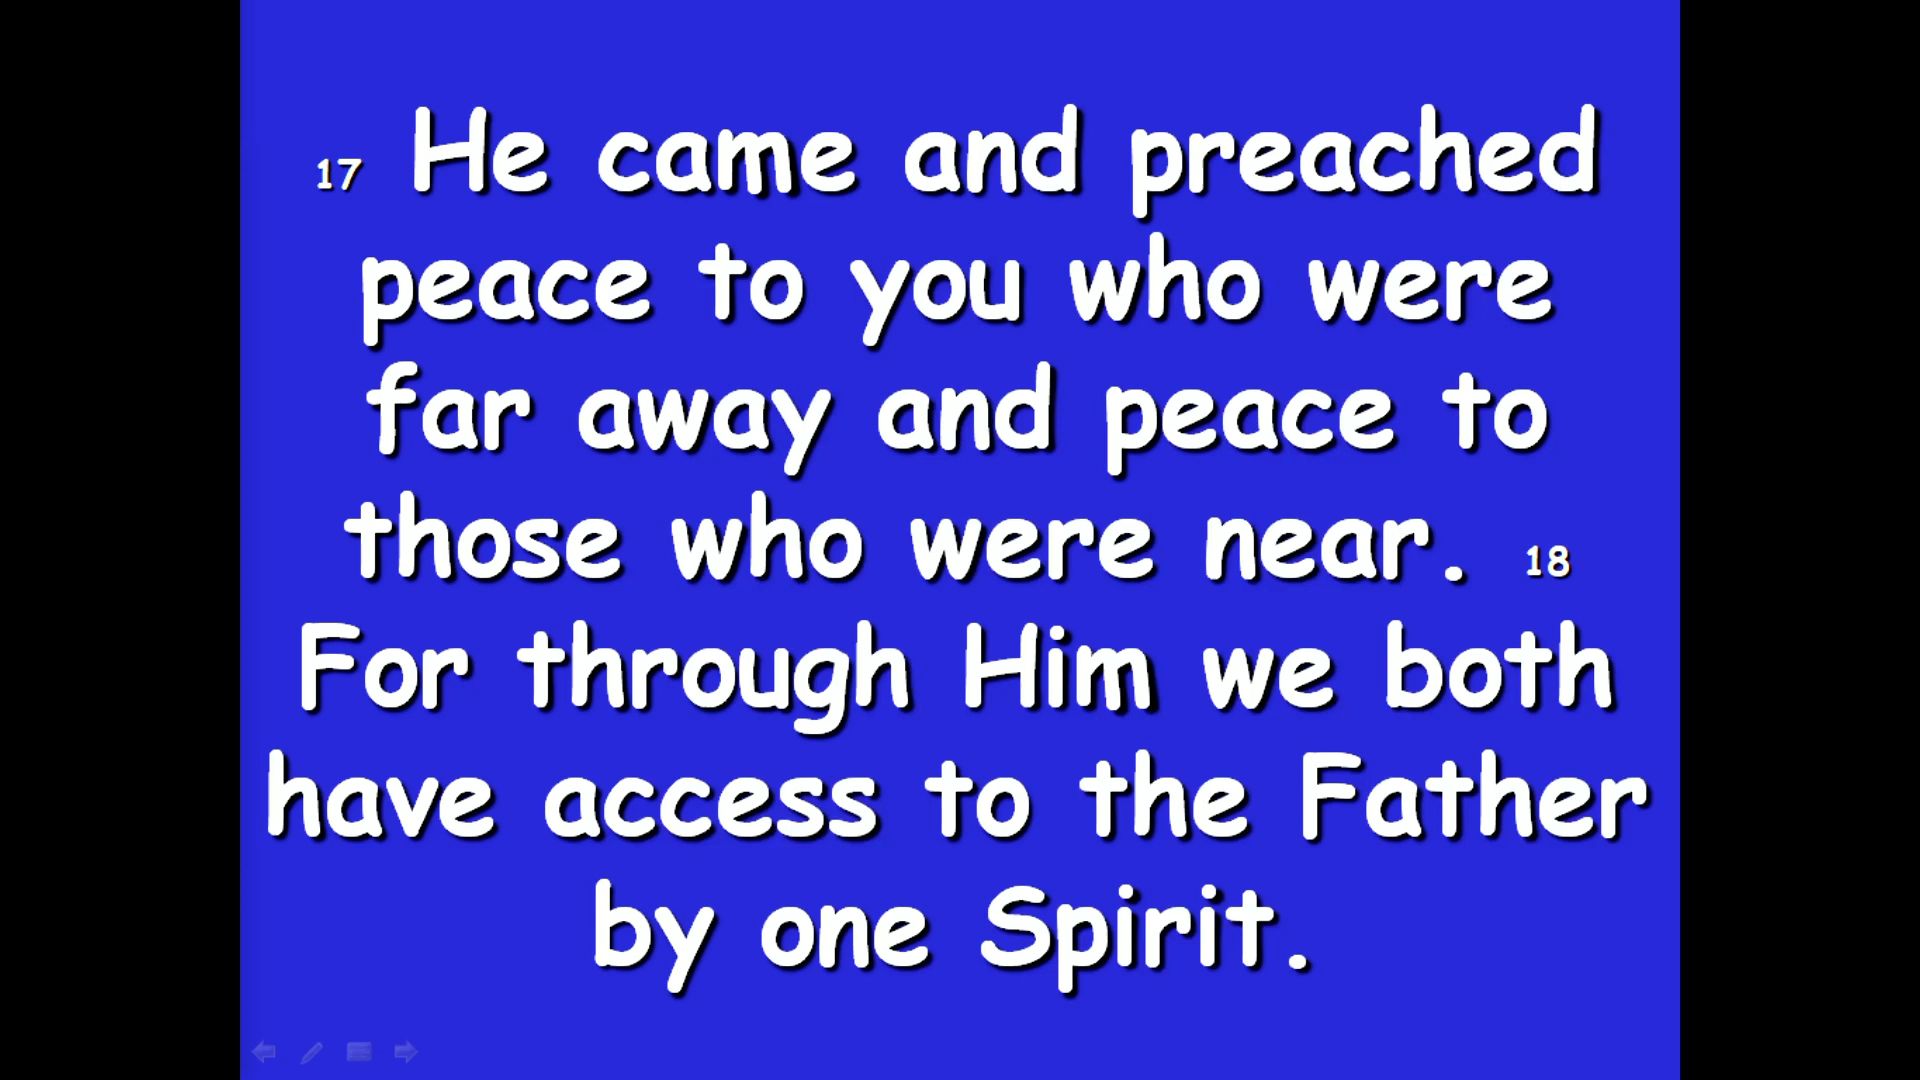 17 He came and preached
peace to you who were
far away and peace to
those who were near. 18
For through Him we both
have access to the Father
by one Spirit.